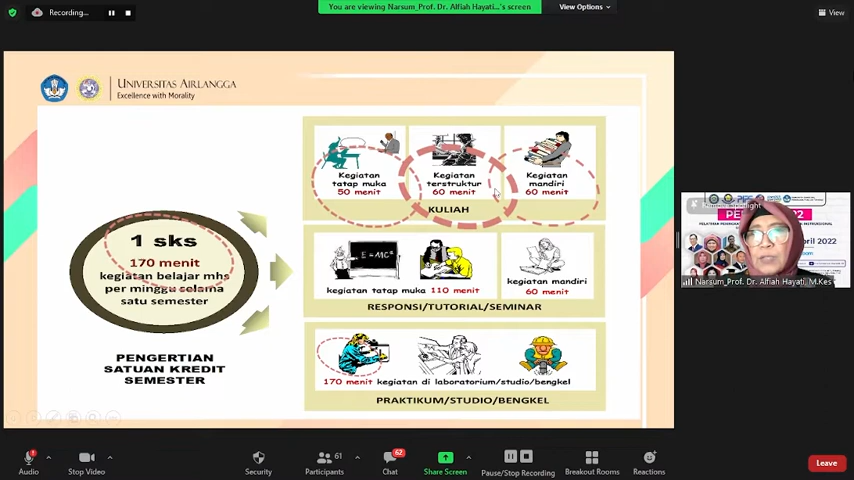 Recording...
You are viewing Narsum_Prof. Dr. Alfiah Hayati...'s screen
View Options
View
UNIVERSITAS AIRLANGGA
Excellence with Morality
1 sks
170 menit
kegiatan belajar mhs
per minggu selama
satu semester
PENGERTIAN
SATUAN KREDIT
SEMESTER
Kegiatan
tatap muka
50 menit
Kegiatan
terstruktur
60 menit
Kegiatan
mandiri
60 menit
KULIAH
E=MC²
kegiatan tatap muka 110 menit
kegiatan mandiri
60 menit
RESPONSI/TUTORIAL/SEMINAR
170 menit kegiatan di laboratorium/studio/bengkel
PRAKTIKUM/STUDIO/BENGKEL
2022
April 2022
Narsum_Prof. Dr. Alfiah Hayati, M.Kes
Audio
Stop Video
Security
61
Participants
62
Chat
Share Screen
Pause/Stop Recording
Breakout Rooms
Reactions
Leave